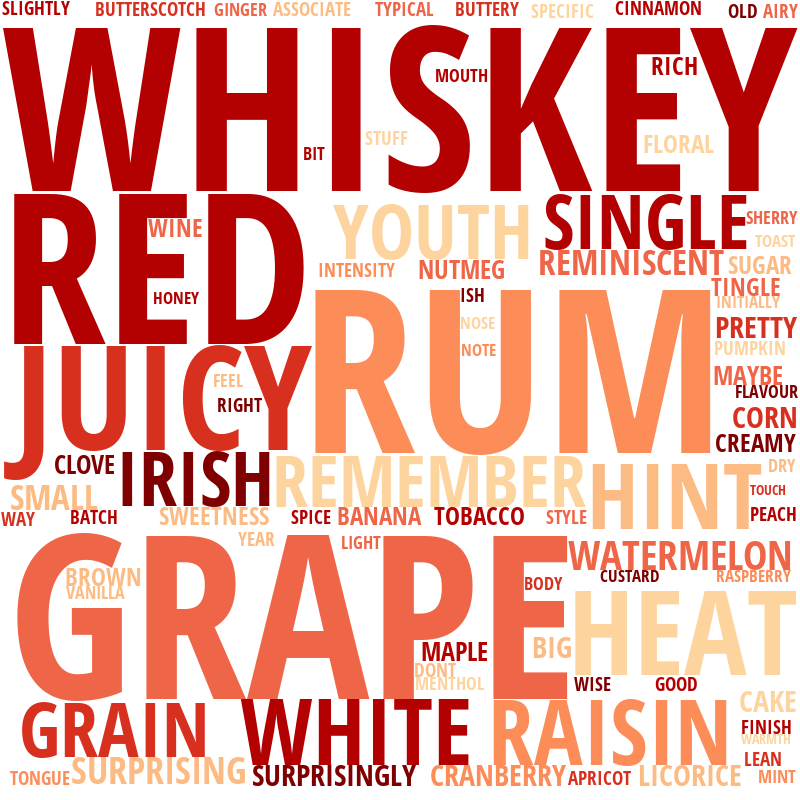 SLIGHTLY BUTTERSCOTCH GINGER ASSOCIATE TYPICAL BUTTERY SPECIFIC CINNAMON OLD AIRY
WHISKEY
MOUTH RICH
STUFF FLORAL
BIT
RED
WINE YOUTH SINGLE SHERRY
TOAST
INTENSITY NUTMEG REMINISCENT SUGAR
TINGLE
HONEY ISH INITIALLY
RUM
NOSE PRETTY
NOTE PUMPKIN
JUICY
FEEL MAYBE
RIGHT FLAVOUR
CORN
CREAMY
CLOVE IRISH REMEMBER HINT DRY
SMALL TOUCH
WAY BATCH SWEETNESS SPICE BANANA TOBACCO STYLE PEACH
YEAR LIGHT
GRAPE
WATERMELON
BROWN BODY CUSTARD RASPBERRY
VANILLA
HEAT
MAPLE BIG
DONT
MENTHOL WISE GOOD
GRAIN WHITE RAISIN CAKE
FINISH
WARMTH
LEAN
TONGUE SURPRISING SURPRISINGLY CRANBERRY APRICOT LICORICE MINT